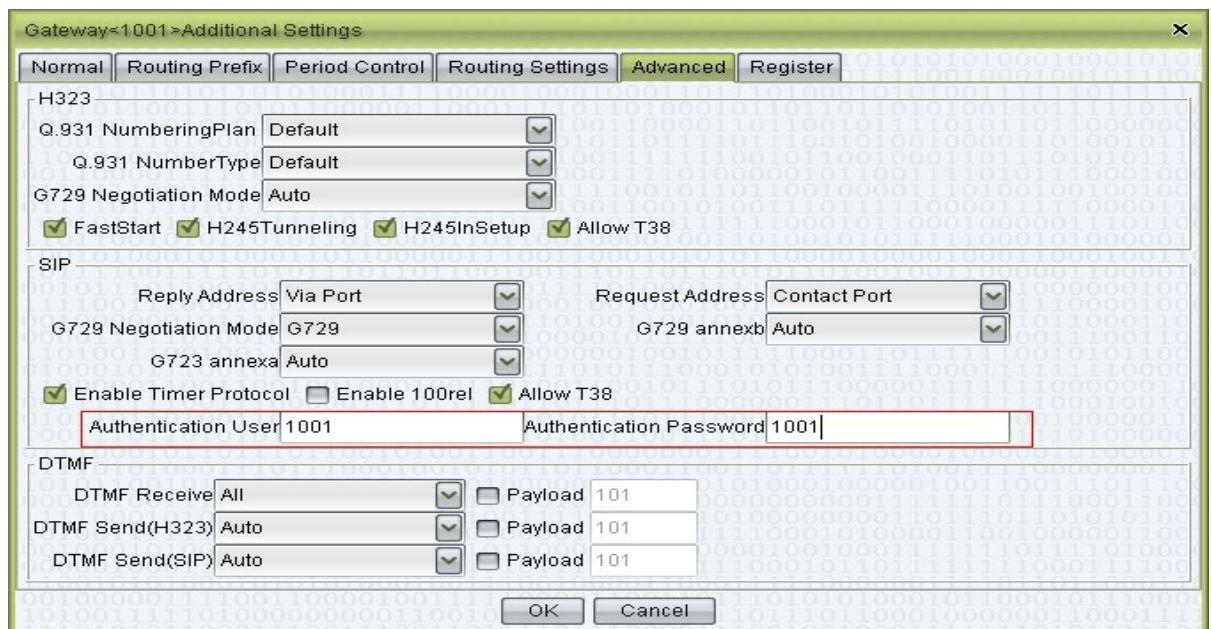 Gateway<1001>Additional Settings
Normal Routing Prefix Period Control Routing Settings Advanced Register
H323
Q.931 NumberingPlan Default
Q.931 NumberType Default
G729 Negotiation Mode Auto
FastStart H245Tunneling H245InSetup Allow T38
SIP
Reply Address Via Port Request Address Contact Port
G729 Negotiation Mode G729 G729 annexb Auto
G723 annexa Auto
Enable Timer Protocol Enable 100rel Allow T38
Authentication User 1001 Authentication Password 1001
DTMF
DTMF Receive All Payload 101
DTMF Send(H323) Auto Payload 101
DTMF Send(SIP) Auto Payload 101
OK Cancel